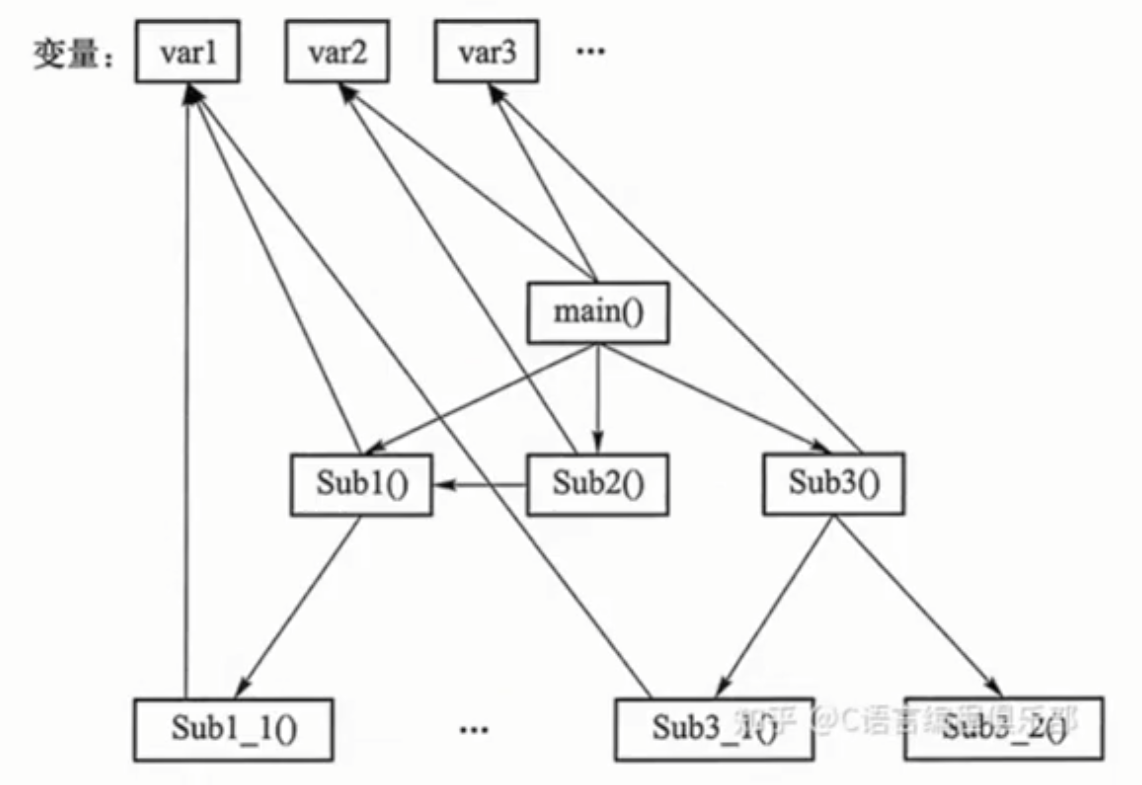 变量： var1 var2 var3 ...
main()
Sub1() Sub2() Sub3()
Sub1_1() ... Sub3_1() Sub3_2()
知乎 @C语言编程俱乐部